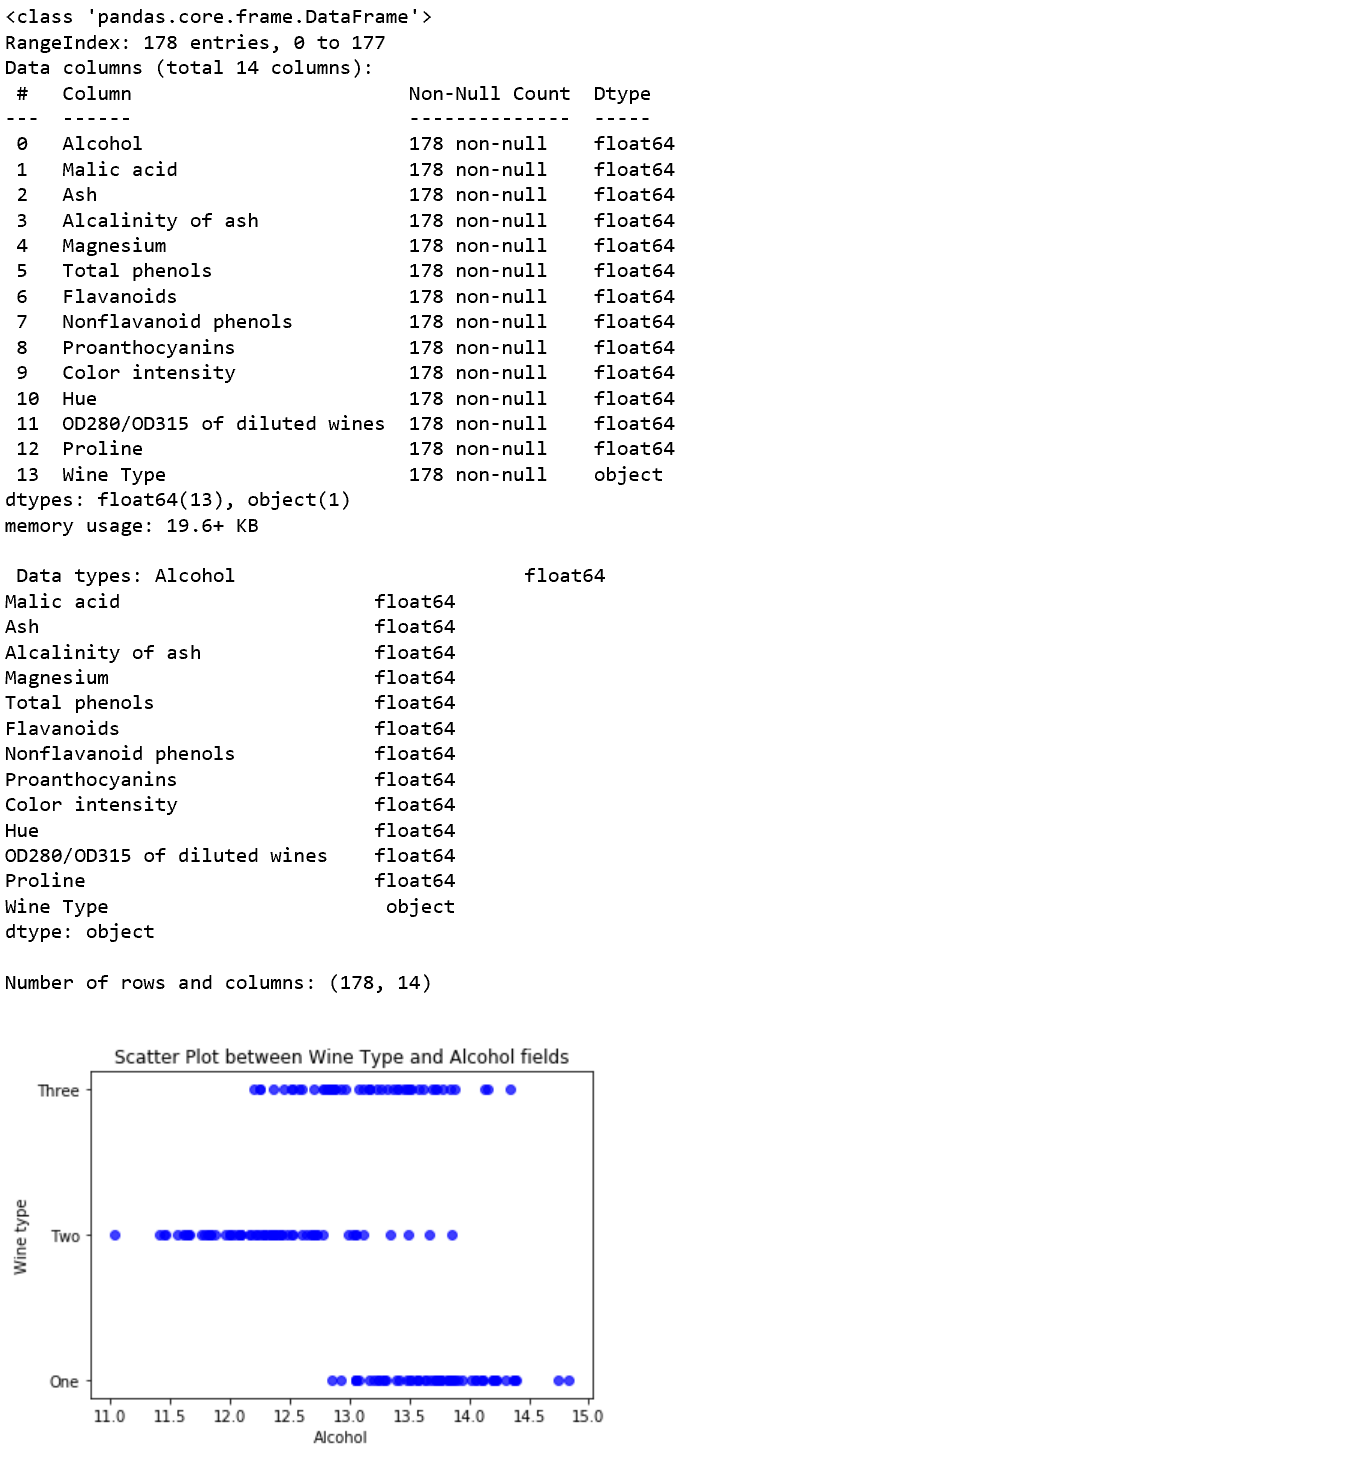 <class 'pandas.core.frame.DataFrame'>
RangeIndex: 178 entries, 0 to 177
Data columns (total 14 columns):
 #   Column                        Non-Null Count  Dtype
---  ------                        --------------  -----
 0   Alcohol                       178 non-null    float64
 1   Malic acid                    178 non-null    float64
 2   Ash                           178 non-null    float64
 3   Alcalinity of ash             178 non-null    float64
 4   Magnesium                     178 non-null    float64
 5   Total phenols                 178 non-null    float64
 6   Flavanoids                    178 non-null    float64
 7   Nonflavanoid phenols          178 non-null    float64
 8   Proanthocyanins               178 non-null    float64
 9   Color intensity               178 non-null    float64
 10  Hue                           178 non-null    float64
 11  OD280/OD315 of diluted wines  178 non-null    float64
 12  Proline                       178 non-null    float64
 13  Wine Type                     178 non-null    object
dtypes: float64(13), object(1)
memory usage: 19.6+ KB
 Data types: Alcohol                         float64
Malic acid                      float64
Ash                             float64
Alcalinity of ash               float64
Magnesium                       float64
Total phenols                   float64
Flavanoids                      float64
Nonflavanoid phenols            float64
Proanthocyanins                 float64
Color intensity                 float64
Hue                             float64
OD280/OD315 of diluted wines    float64
Proline                         float64
Wine Type                        object
dtype: object
Number of rows and columns: (178, 14)
Scatter Plot between Wine Type and Alcohol fields
Three
Two
One
Wine type
11.0 11.5 12.0 12.5 13.0 13.5 14.0 14.5 15.0
Alcohol